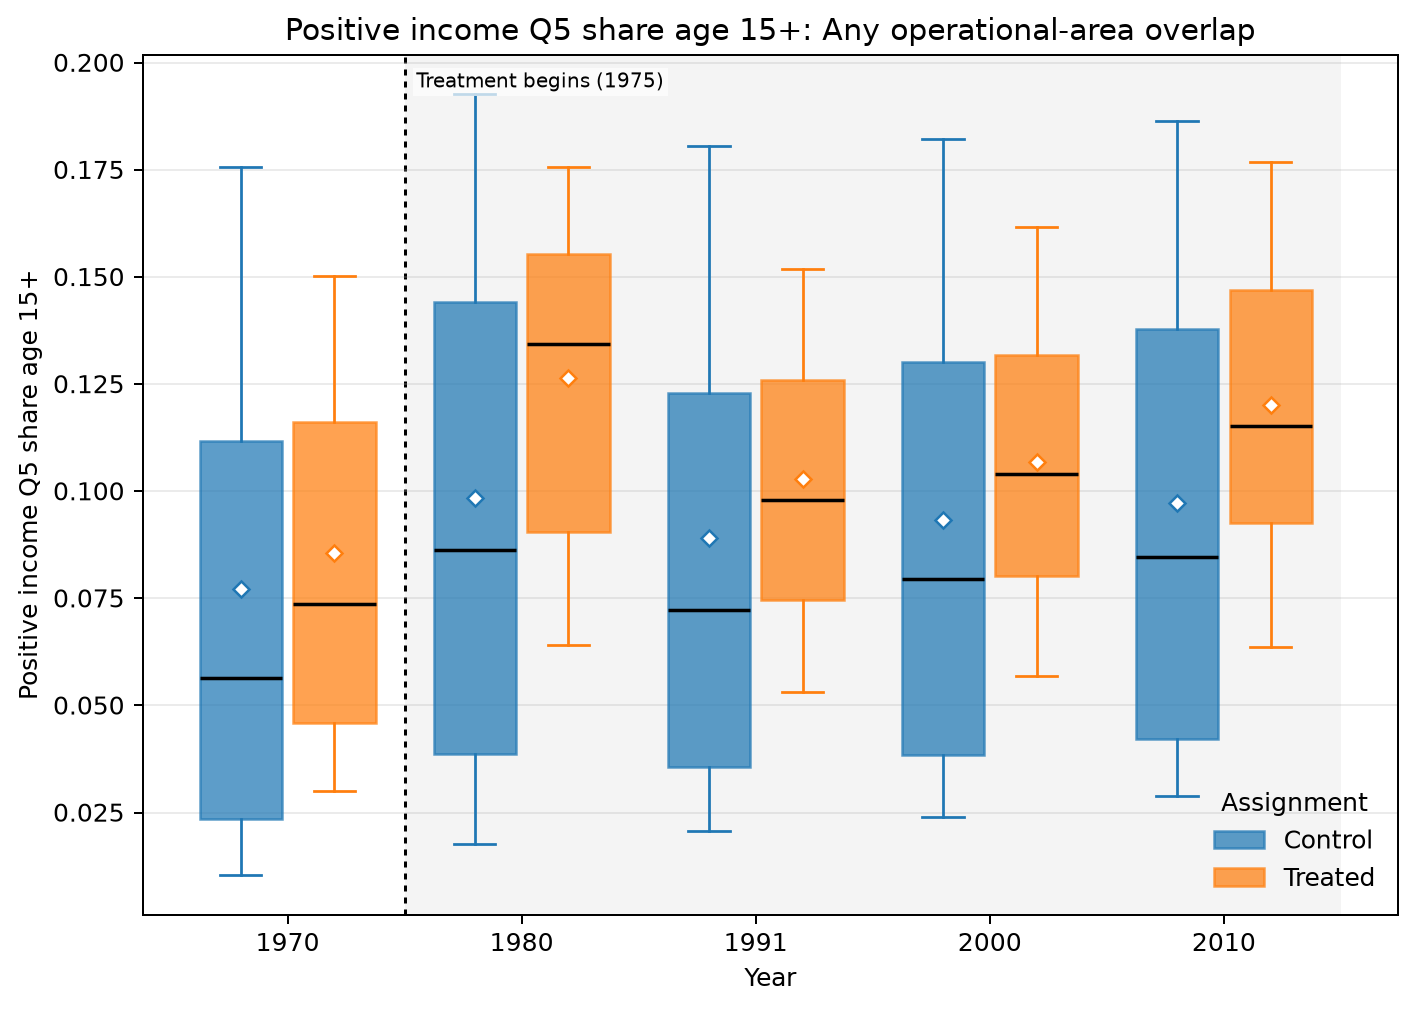 Positive income Q5 share age 15+: Any operational-area overlap
Treatment begins (1975)
Positive income Q5 share age 15+
0.200
0.175
0.150
0.125
0.100
0.075
0.050
0.025
Assignment
Control
Treated
1970 1980 1991 2000 2010
Year